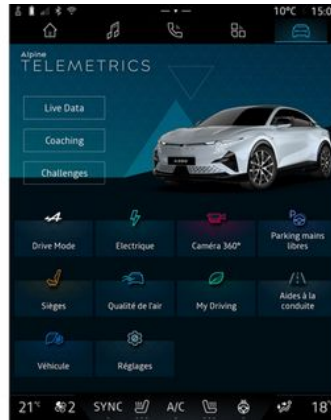 10°C 15:0
Alpine
TELEMETRICS
Live Data
Coaching
Challenges
Drive Mode
Electrique
Caméra 360°
Parking mains
libres
Sièges
Qualité de l'air
My Driving
Aides à la
conduite
Véhicule
Réglages
21°C 2 SYNC A/C 18°